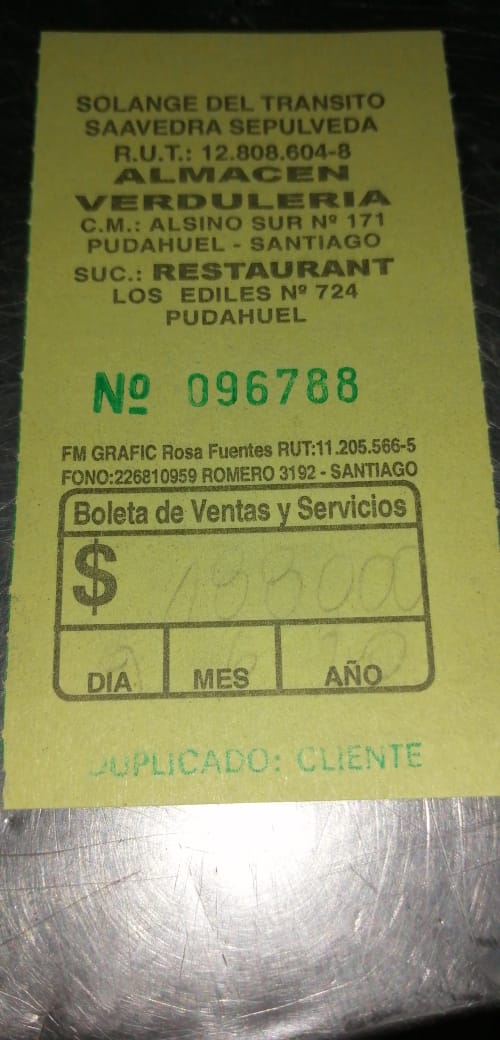 SOLANGE DEL TRANSITO
SAAVEDRA SEPULVEDA
R.U.T.: 12.808.604-8
ALMACEN
VERDULERIA
C.M.: ALSINO SUR Nº 171
PUDAHUEL - SANTIAGO
SUC.: RESTAURANT
LOS EDILES Nº 724
PUDAHUEL
Nº 096788
FM GRAFIC Rosa Fuentes RUT:11.205.566-5
FONO:226810959 ROMERO 3192 - SANTIAGO
Boleta de Ventas y Servicios
$
DIA MES AÑO
DUPLICADO: CLIENTE